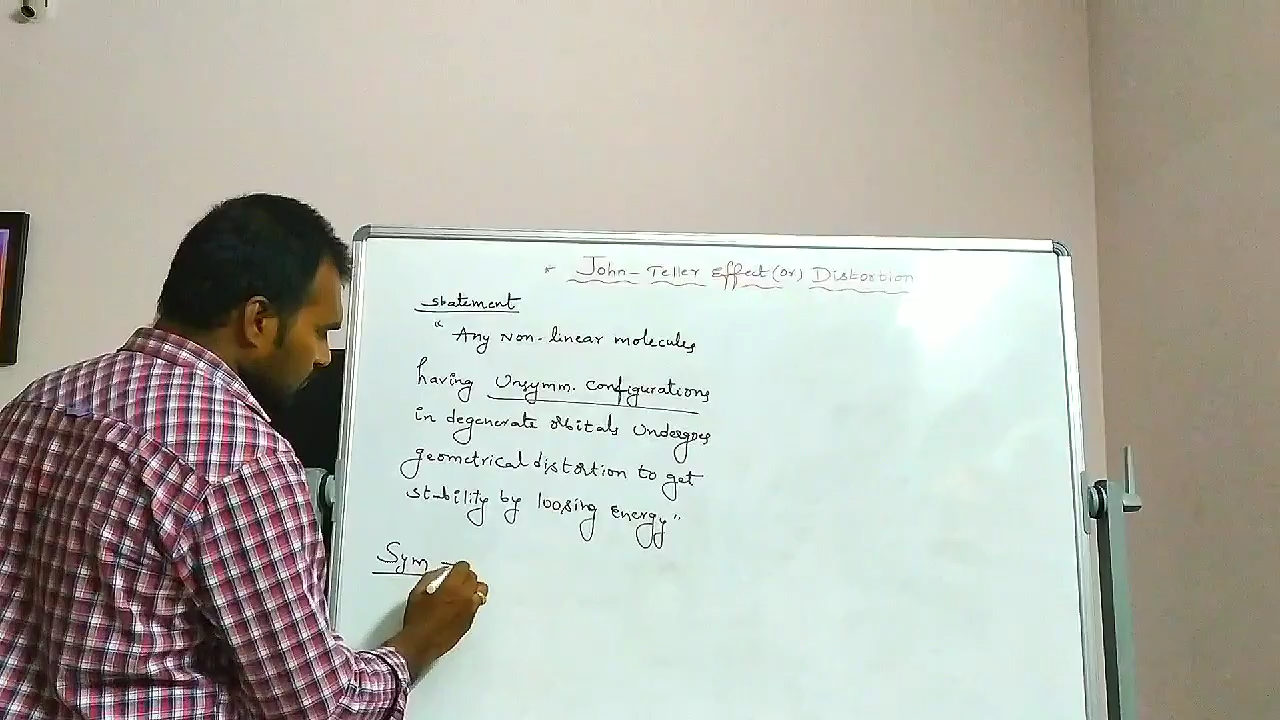 * John-Teller Effect (or) Distortion
statement
" Any Non-linear molecules
having Unsymm. configurations
in degenerate orbitals Undergoes
geometrical distortion to get
stability by loosing Energy"
Sym